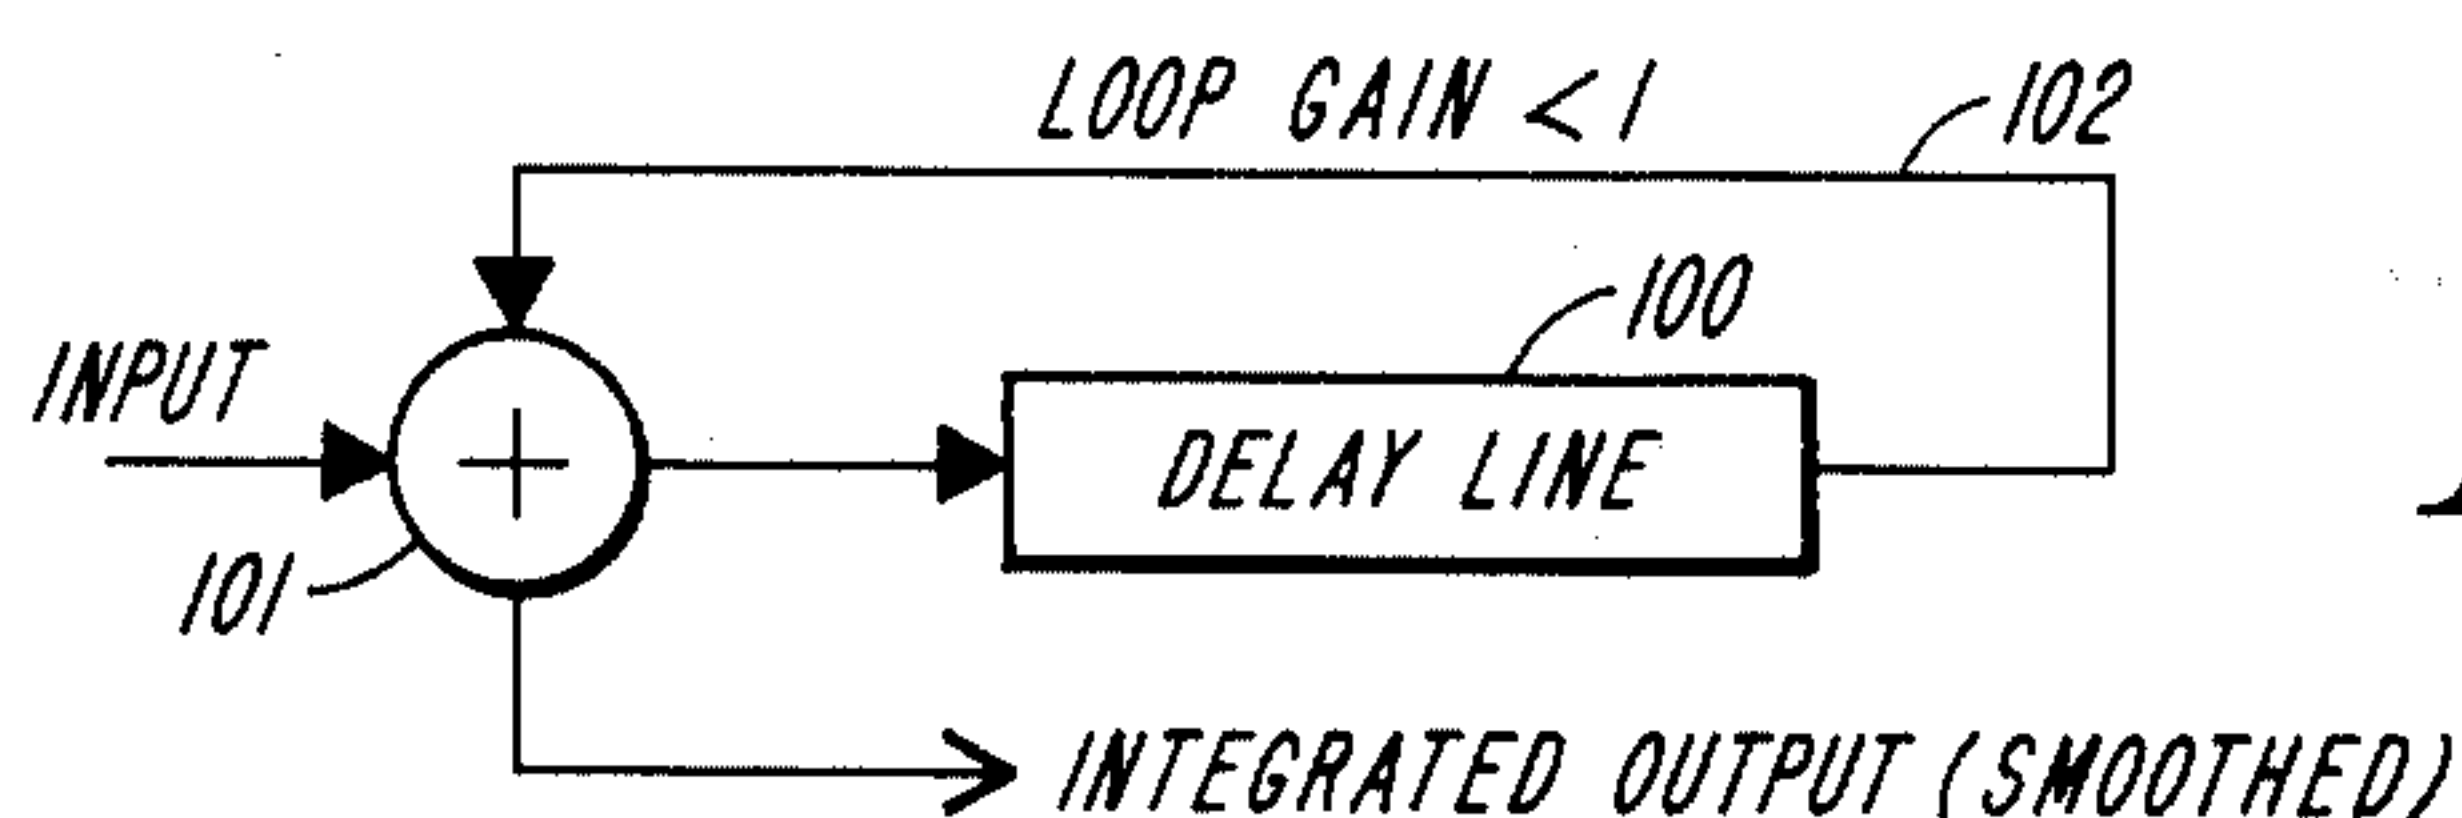 LOOP GAIN < 1
102
100
INPUT
+
DELAY LINE
101
INTEGRATED OUTPUT (SMOOTHED)